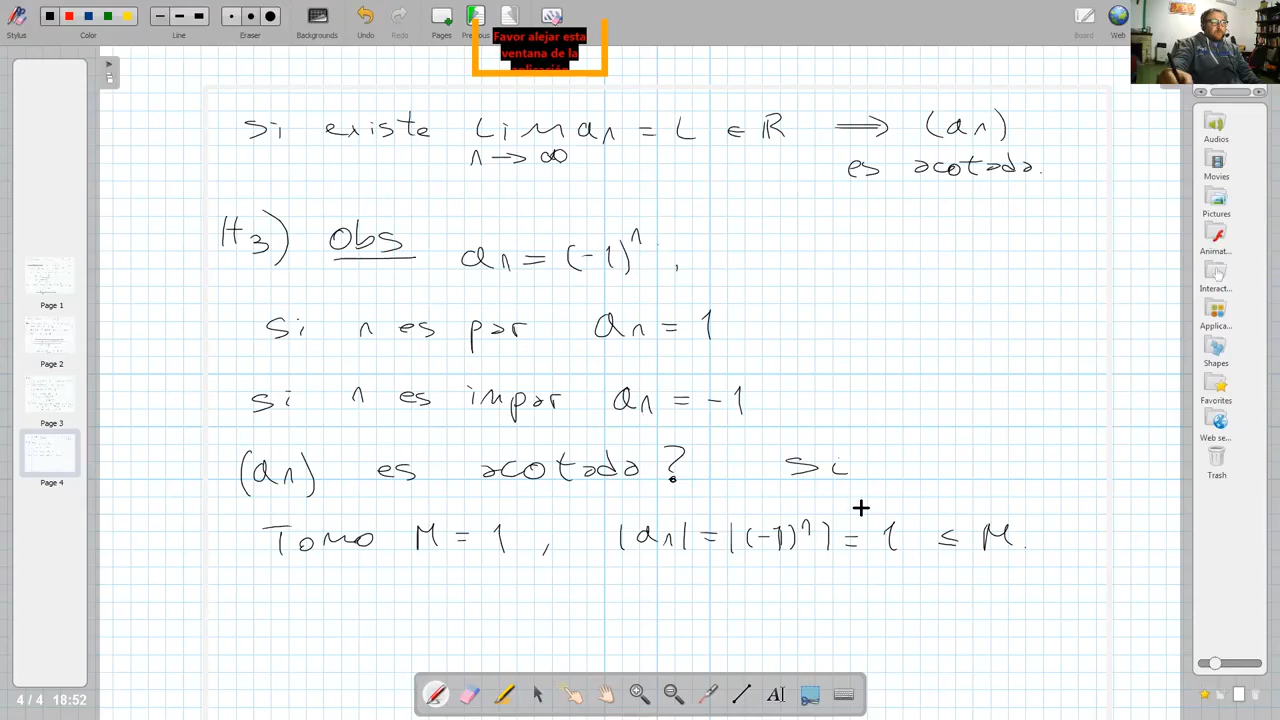 Stylus
Color
Line
Eraser
Backgrounds
Undo
Redo
Pages
Previous
Board
Web
Favor alejar esta
ventana de la
aplicación
si existe Lim an = L ∈ ℝ ⟹ (an)
n → ∞ es acotada.
H3) Obs an = (-1)^n,
si n es par an = 1
si n es impar an = -1
(an) es acotada? Si
Tomo M = 1, |an| = |(-1)^n| = 1 ≤ M.
Page 1
Page 2
Page 3
Page 4
4 / 4 18:52
Audios
Movies
Pictures
Animat...
Interact...
Applica...
Shapes
Favorites
Web se...
Trash